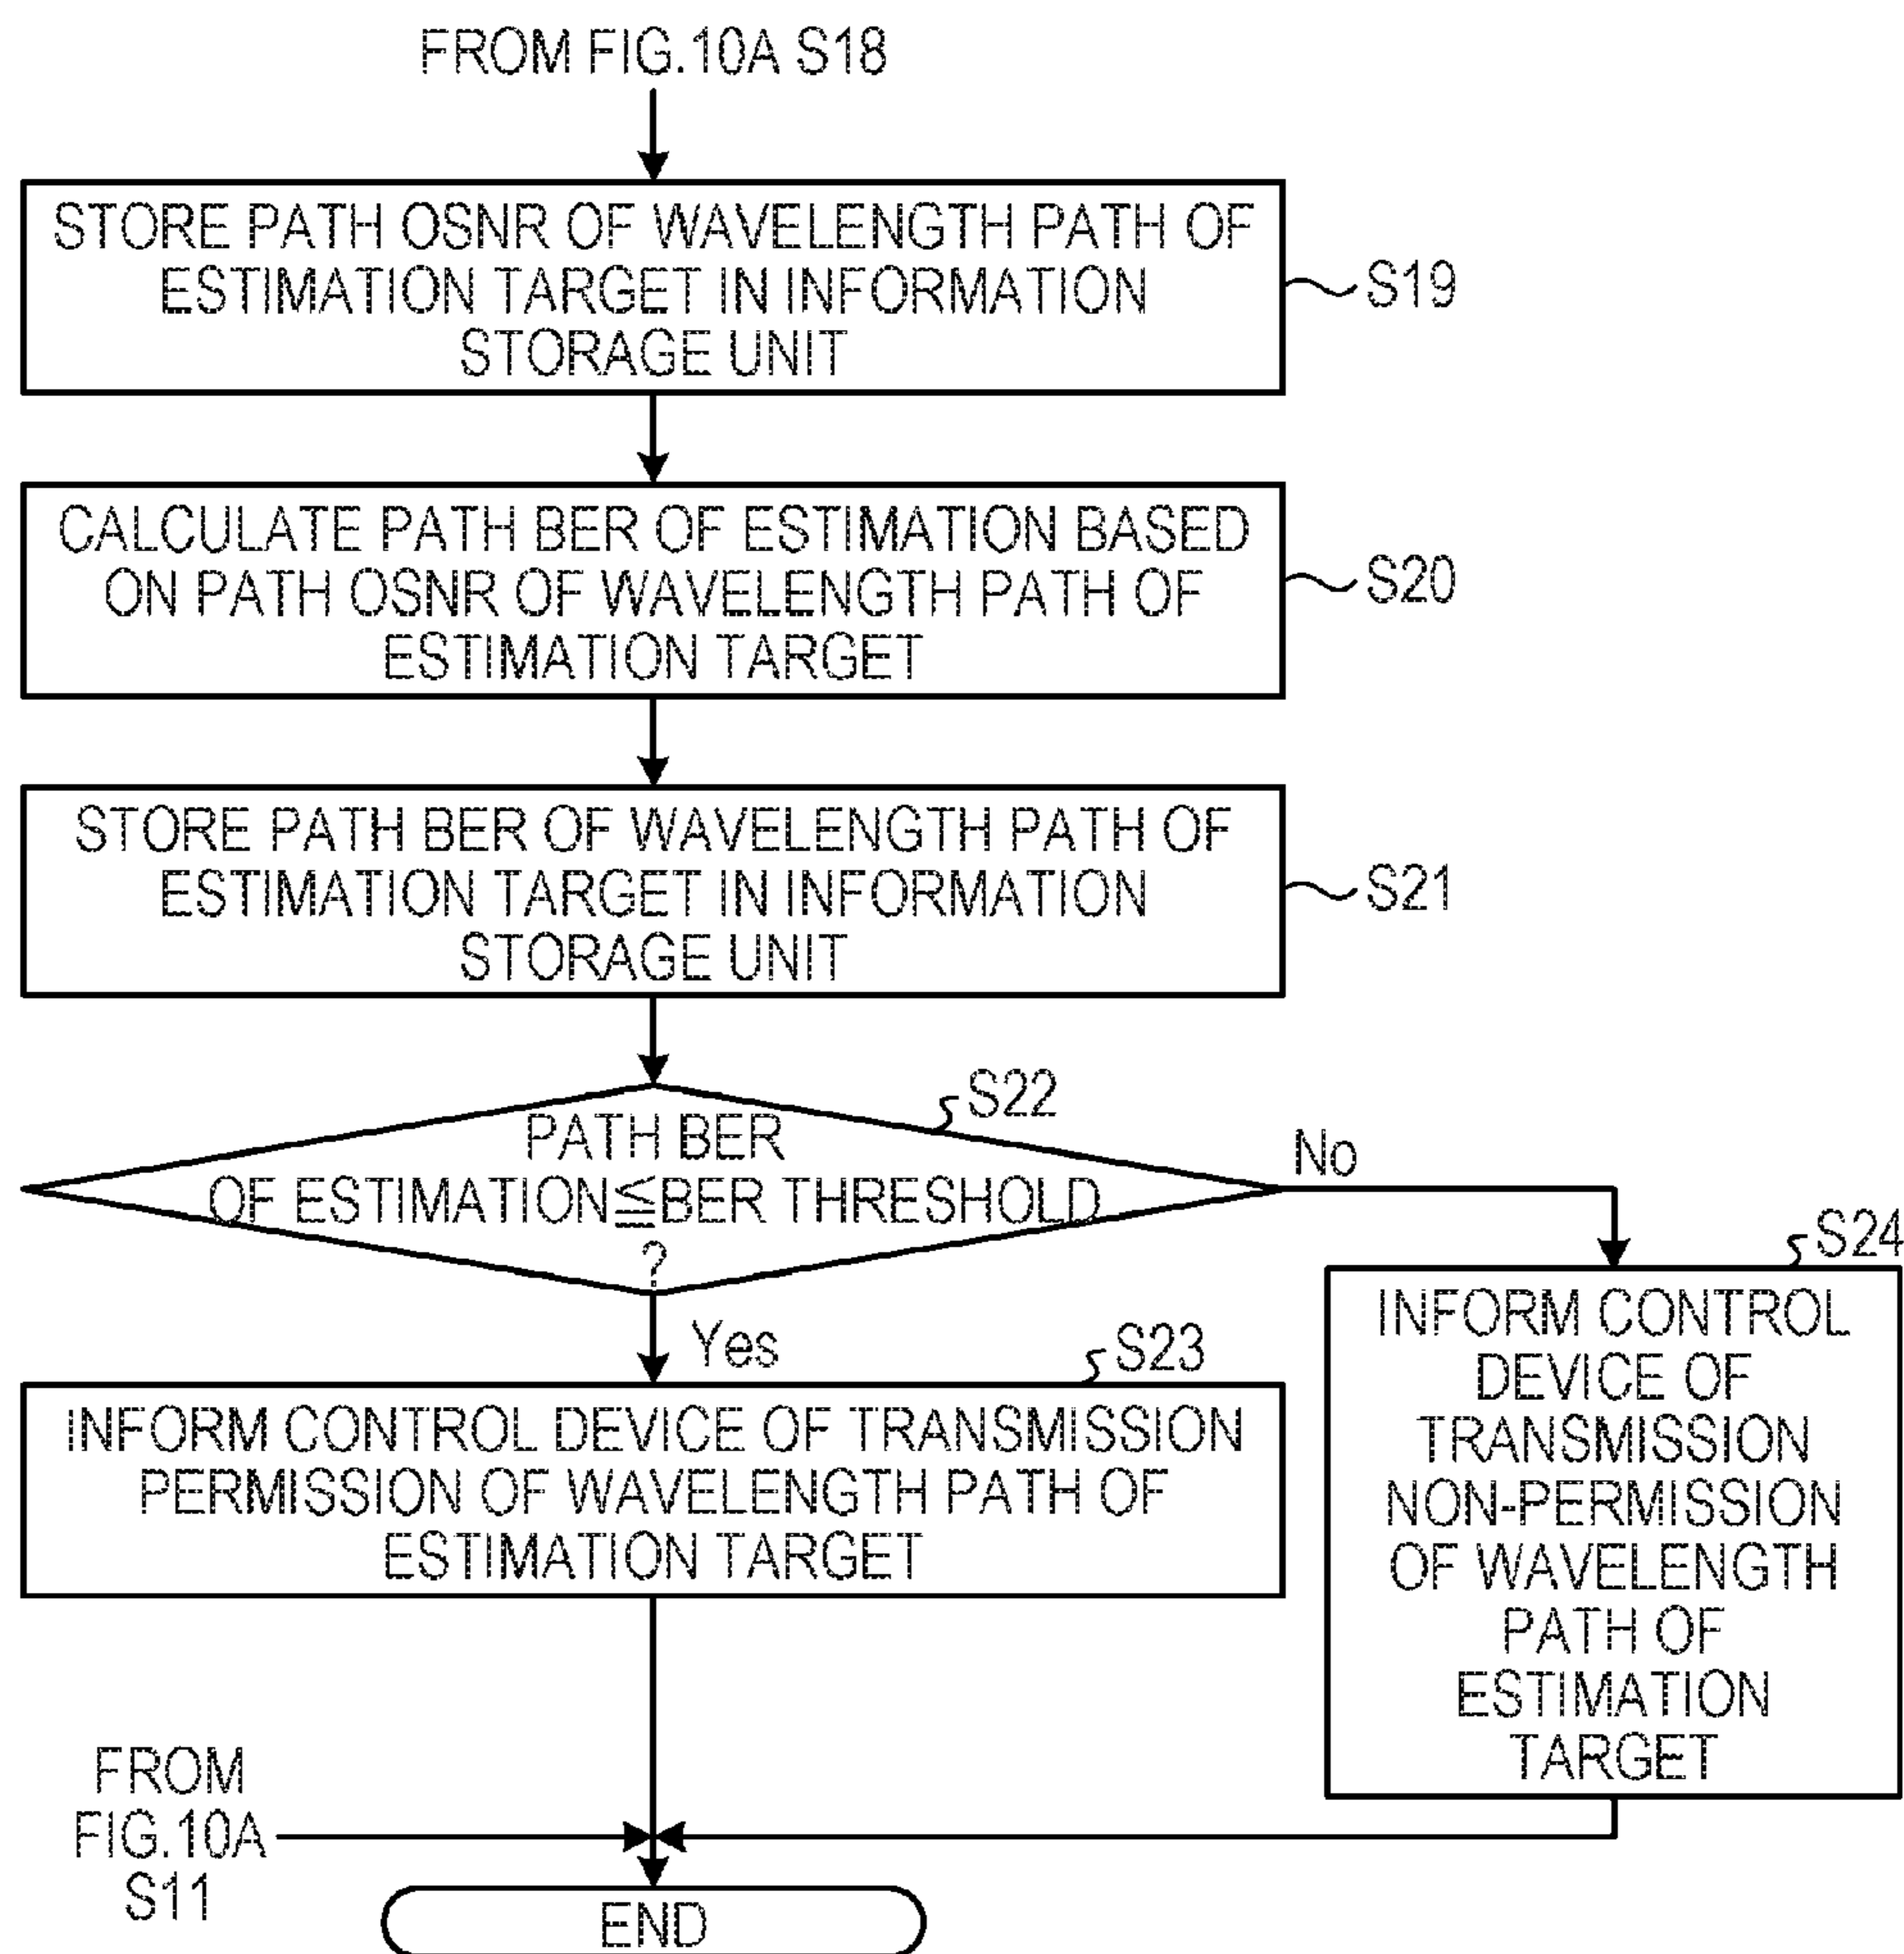 FROM FIG.10A S18
STORE PATH OSNR OF WAVELENGTH PATH OF
ESTIMATION TARGET IN INFORMATION
STORAGE UNIT
S19
CALCULATE PATH BER OF ESTIMATION BASED
ON PATH OSNR OF WAVELENGTH PATH OF
ESTIMATION TARGET
S20
STORE PATH BER OF WAVELENGTH PATH OF
ESTIMATION TARGET IN INFORMATION
STORAGE UNIT
S21
S22
PATH BER
OF ESTIMATION≦BER THRESHOLD
?
No
Yes
S23
INFORM CONTROL DEVICE OF TRANSMISSION
PERMISSION OF WAVELENGTH PATH OF
ESTIMATION TARGET
S24
INFORM CONTROL
DEVICE OF
TRANSMISSION
NON-PERMISSION
OF WAVELENGTH
PATH OF
ESTIMATION
TARGET
FROM
FIG.10A
S11
END